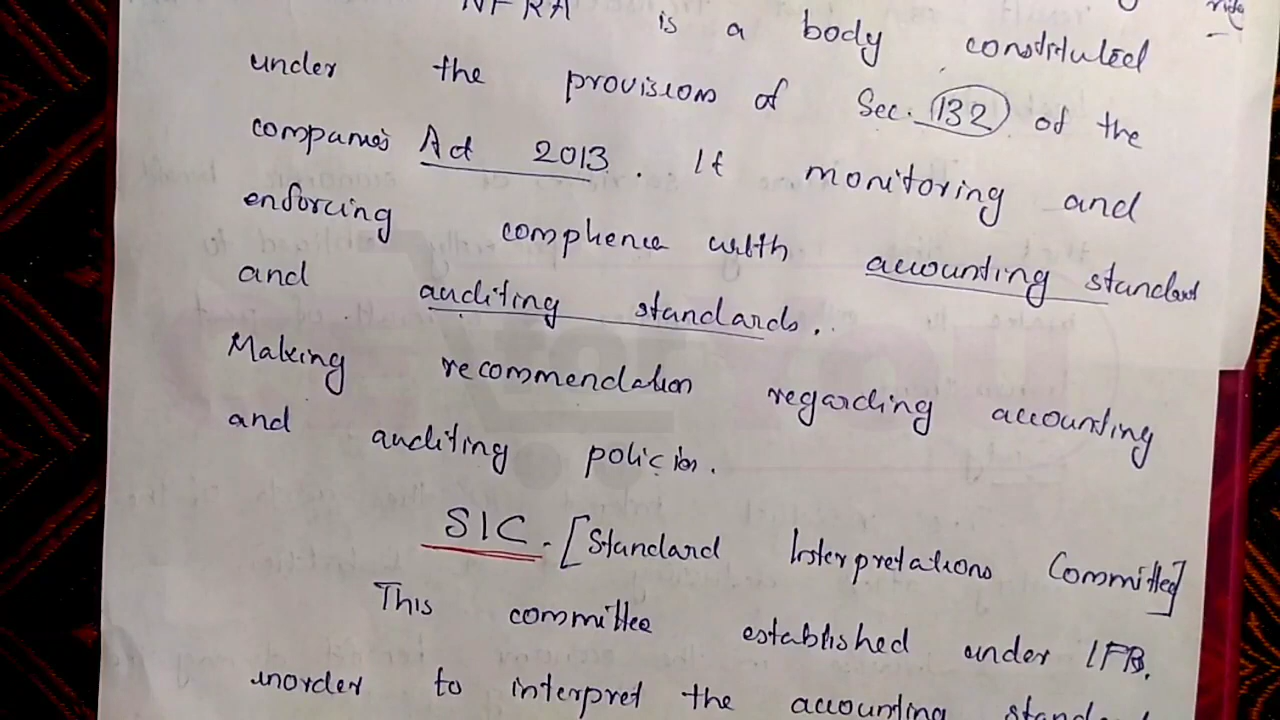 NFRA is a body constituted
under the provisions of Sec. 132 of the
companies Act 2013. It monitoring and
enforcing complience with accounting standard
and auditing standards.
Making recommendation regarding accounting
and auditing policies.
SIC - [Standard Interpretations Committee]
This committee established under IFB.
inorder to interpret the accounting